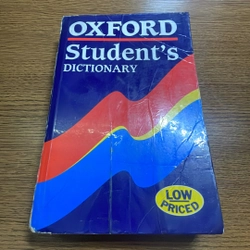 OXFORD
Student's
DICTIONARY
LOW
PRICED